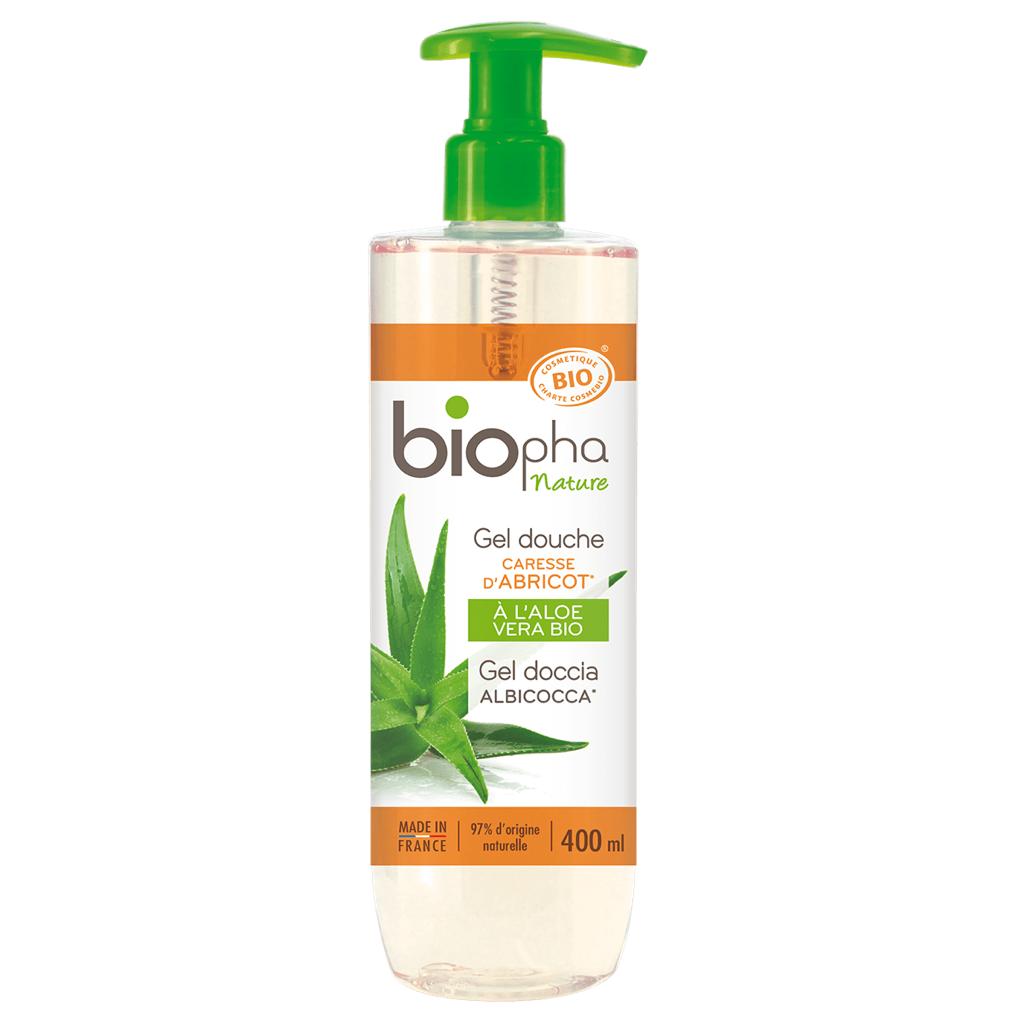 COSMETIQUE
BIO
CHARTE COSMEBIO
®
biopha
Nature
Gel douche
CARESSE
D'ABRICOT*
À L'ALOE
VERA BIO
Gel doccia
ALBICOCCA*
MADE IN
FRANCE
97% d'origine
naturelle
400 ml